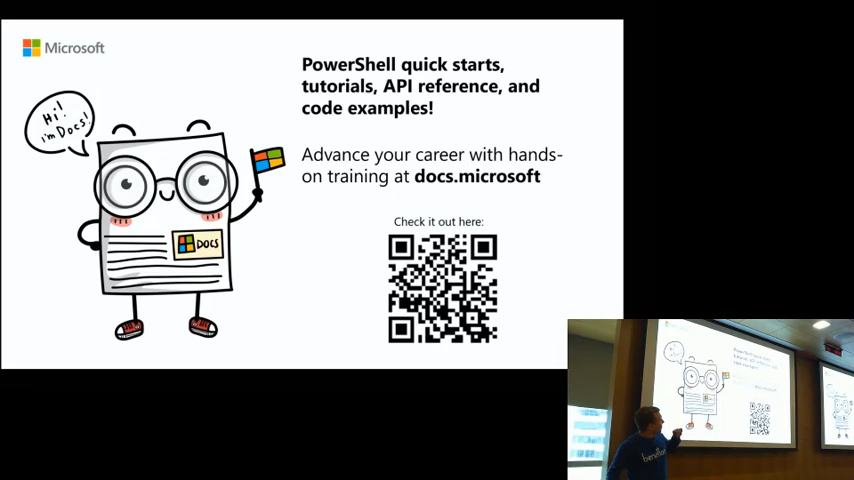 Microsoft
Hi!
i'm Docs!
DOCS
PowerShell quick starts,
tutorials, API reference, and
code examples!
Advance your career with hands-
on training at docs.microsoft
Check it out here: